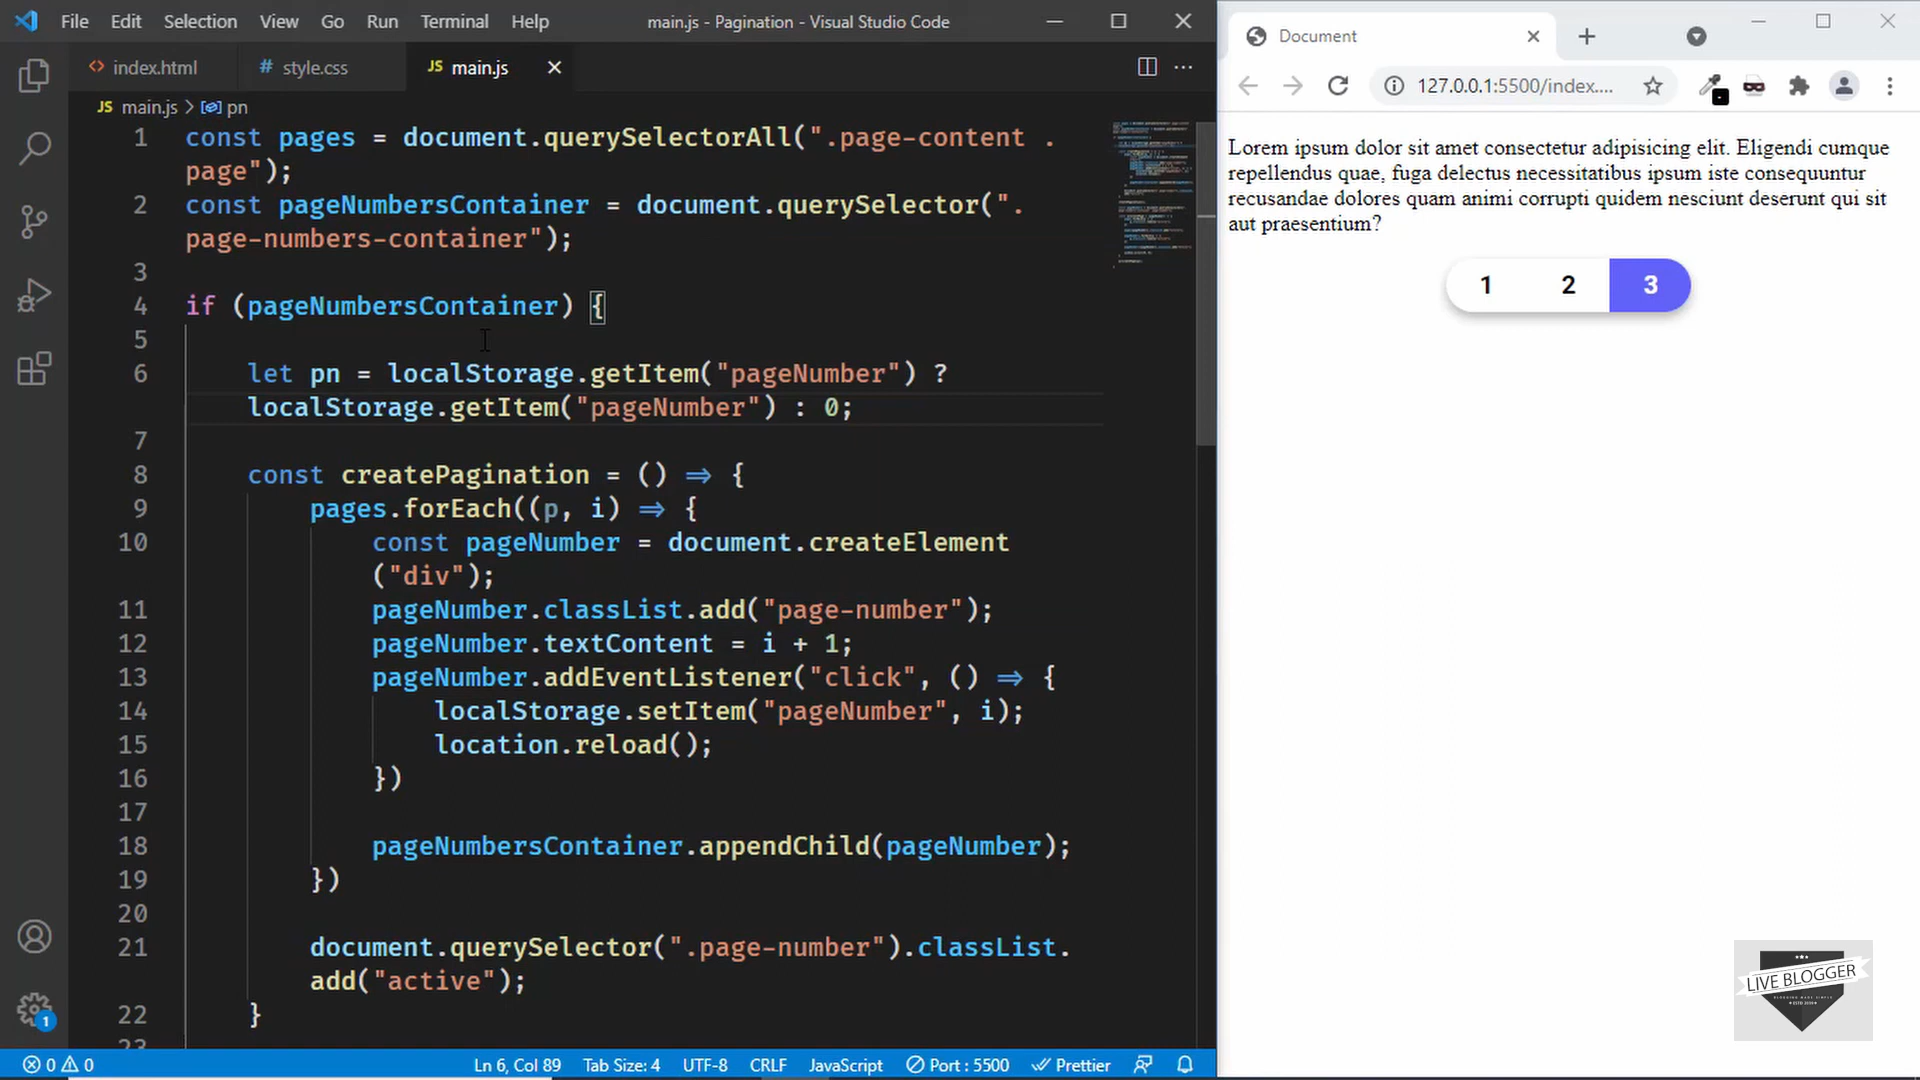 File Edit Selection View Go Run Terminal Help main.js - Pagination - Visual Studio Code
index.html style.css JS main.js
JS main.js > pn
1 const pages = document.querySelectorAll(".page-content .
page");
2 const pageNumbersContainer = document.querySelector(".
page-numbers-container");
3
4 if (pageNumbersContainer) {
5
6 let pn = localStorage.getItem("pageNumber") ?
localStorage.getItem("pageNumber") : 0;
7
8 const createPagination = () => {
9 pages.forEach((p, i) => {
10 const pageNumber = document.createElement
("div");
11 pageNumber.classList.add("page-number");
12 pageNumber.textContent = i + 1;
13 pageNumber.addEventListener("click", () => {
14 localStorage.setItem("pageNumber", i);
15 location.reload();
16 })
17
18 pageNumbersContainer.appendChild(pageNumber);
19 })
20
21 document.querySelector(".page-number").classList.
add("active");
22 }
23
1
0 0 Ln 6, Col 89 Tab Size: 4 UTF-8 CRLF JavaScript Port : 5500 Prettier
Document
127.0.0.1:5500/index....
Lorem ipsum dolor sit amet consectetur adipisicing elit. Eligendi cumque
repellendus quae, fuga delectus necessitatibus ipsum iste consequuntur
recusandae dolores quam animi corrupti quidem nesciunt deserunt qui sit
aut praesentium?
1 2 3
LIVE BLOGGER